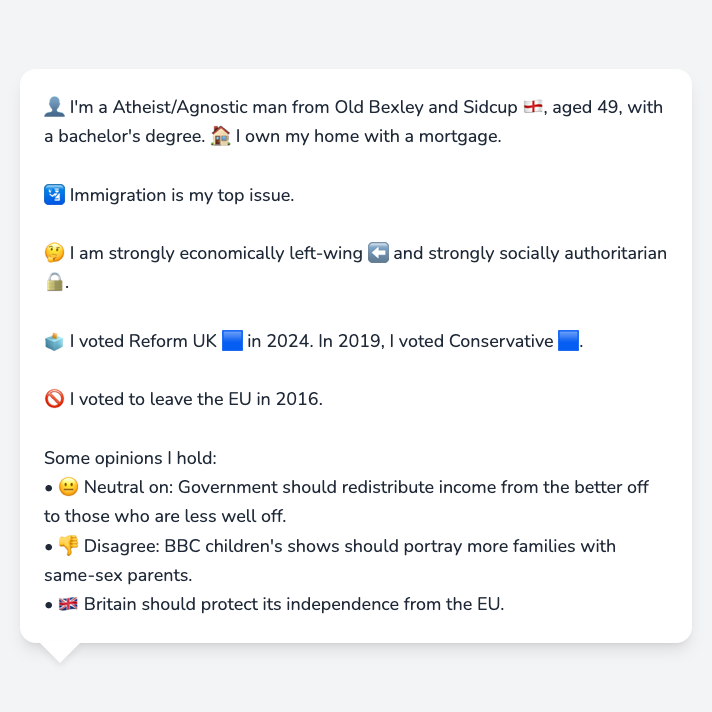 👤 I'm a Atheist/Agnostic man from Old Bexley and Sidcup 🏴󠁧󠁢󠁥󠁮󠁧󠁿, aged 49, with
a bachelor's degree. 🏠 I own my home with a mortgage.
🛂 Immigration is my top issue.
🤔 I am strongly economically left-wing ⬅️ and strongly socially authoritarian
🔒.
🗳️ I voted Reform UK 🟦 in 2024. In 2019, I voted Conservative 🟦.
🚫 I voted to leave the EU in 2016.
Some opinions I hold:
• 😐 Neutral on: Government should redistribute income from the better off
to those who are less well off.
• 👎 Disagree: BBC children's shows should portray more families with
same-sex parents.
• 🇬🇧 Britain should protect its independence from the EU.